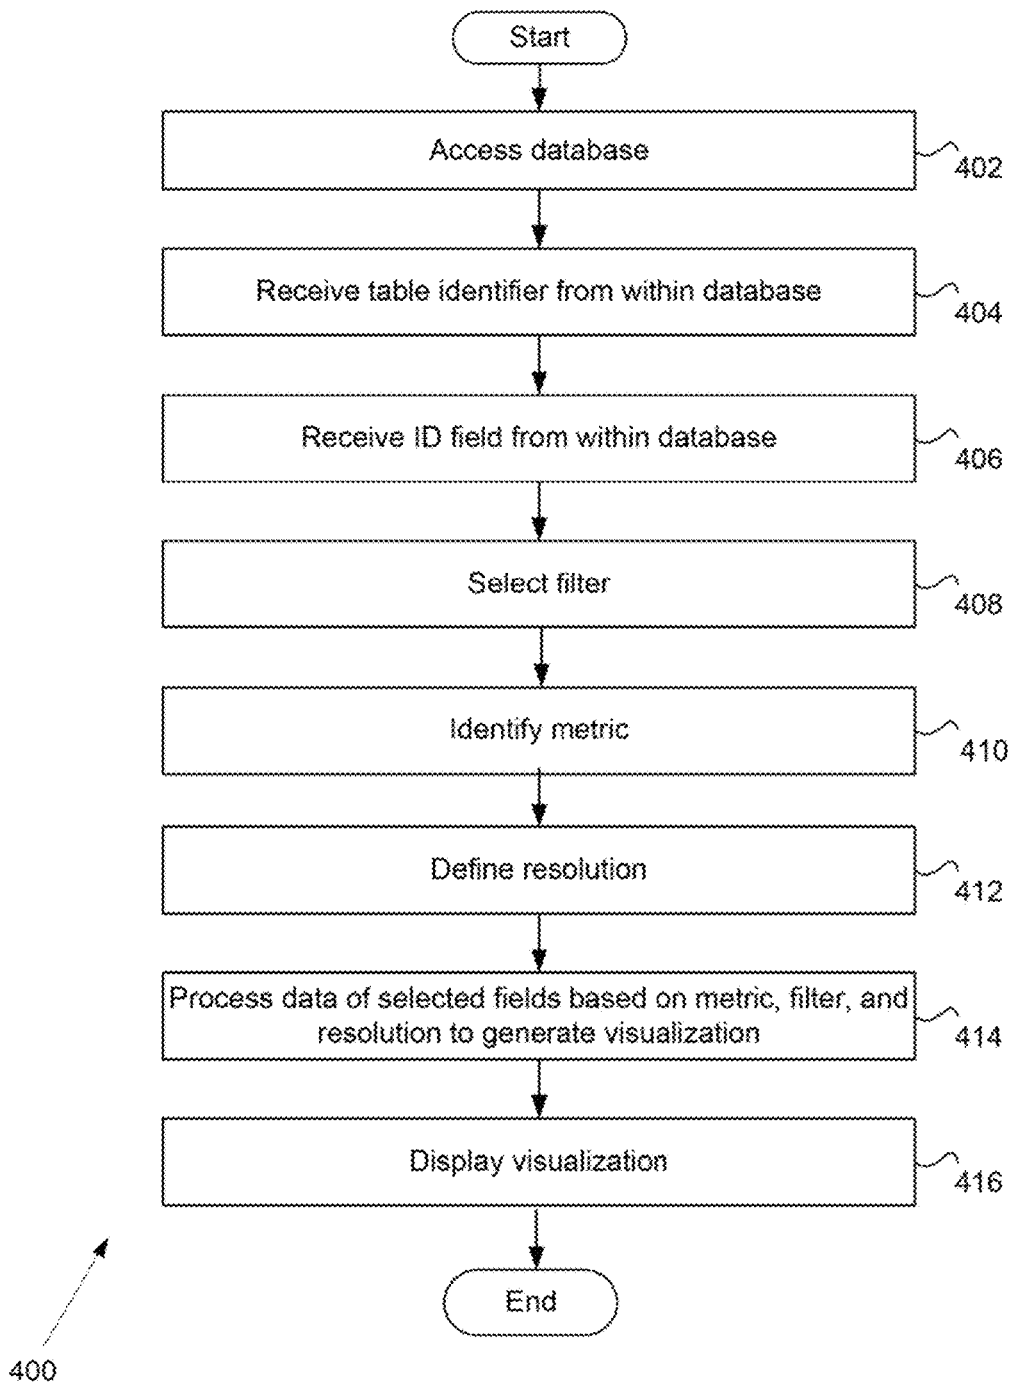 Start
Access database
402
Receive table identifier from within database
404
Receive ID field from within database
406
Select filter
408
Identify metric
410
Define resolution
412
Process data of selected fields based on metric, filter, and
resolution to generate visualization
414
Display visualization
416
End
400